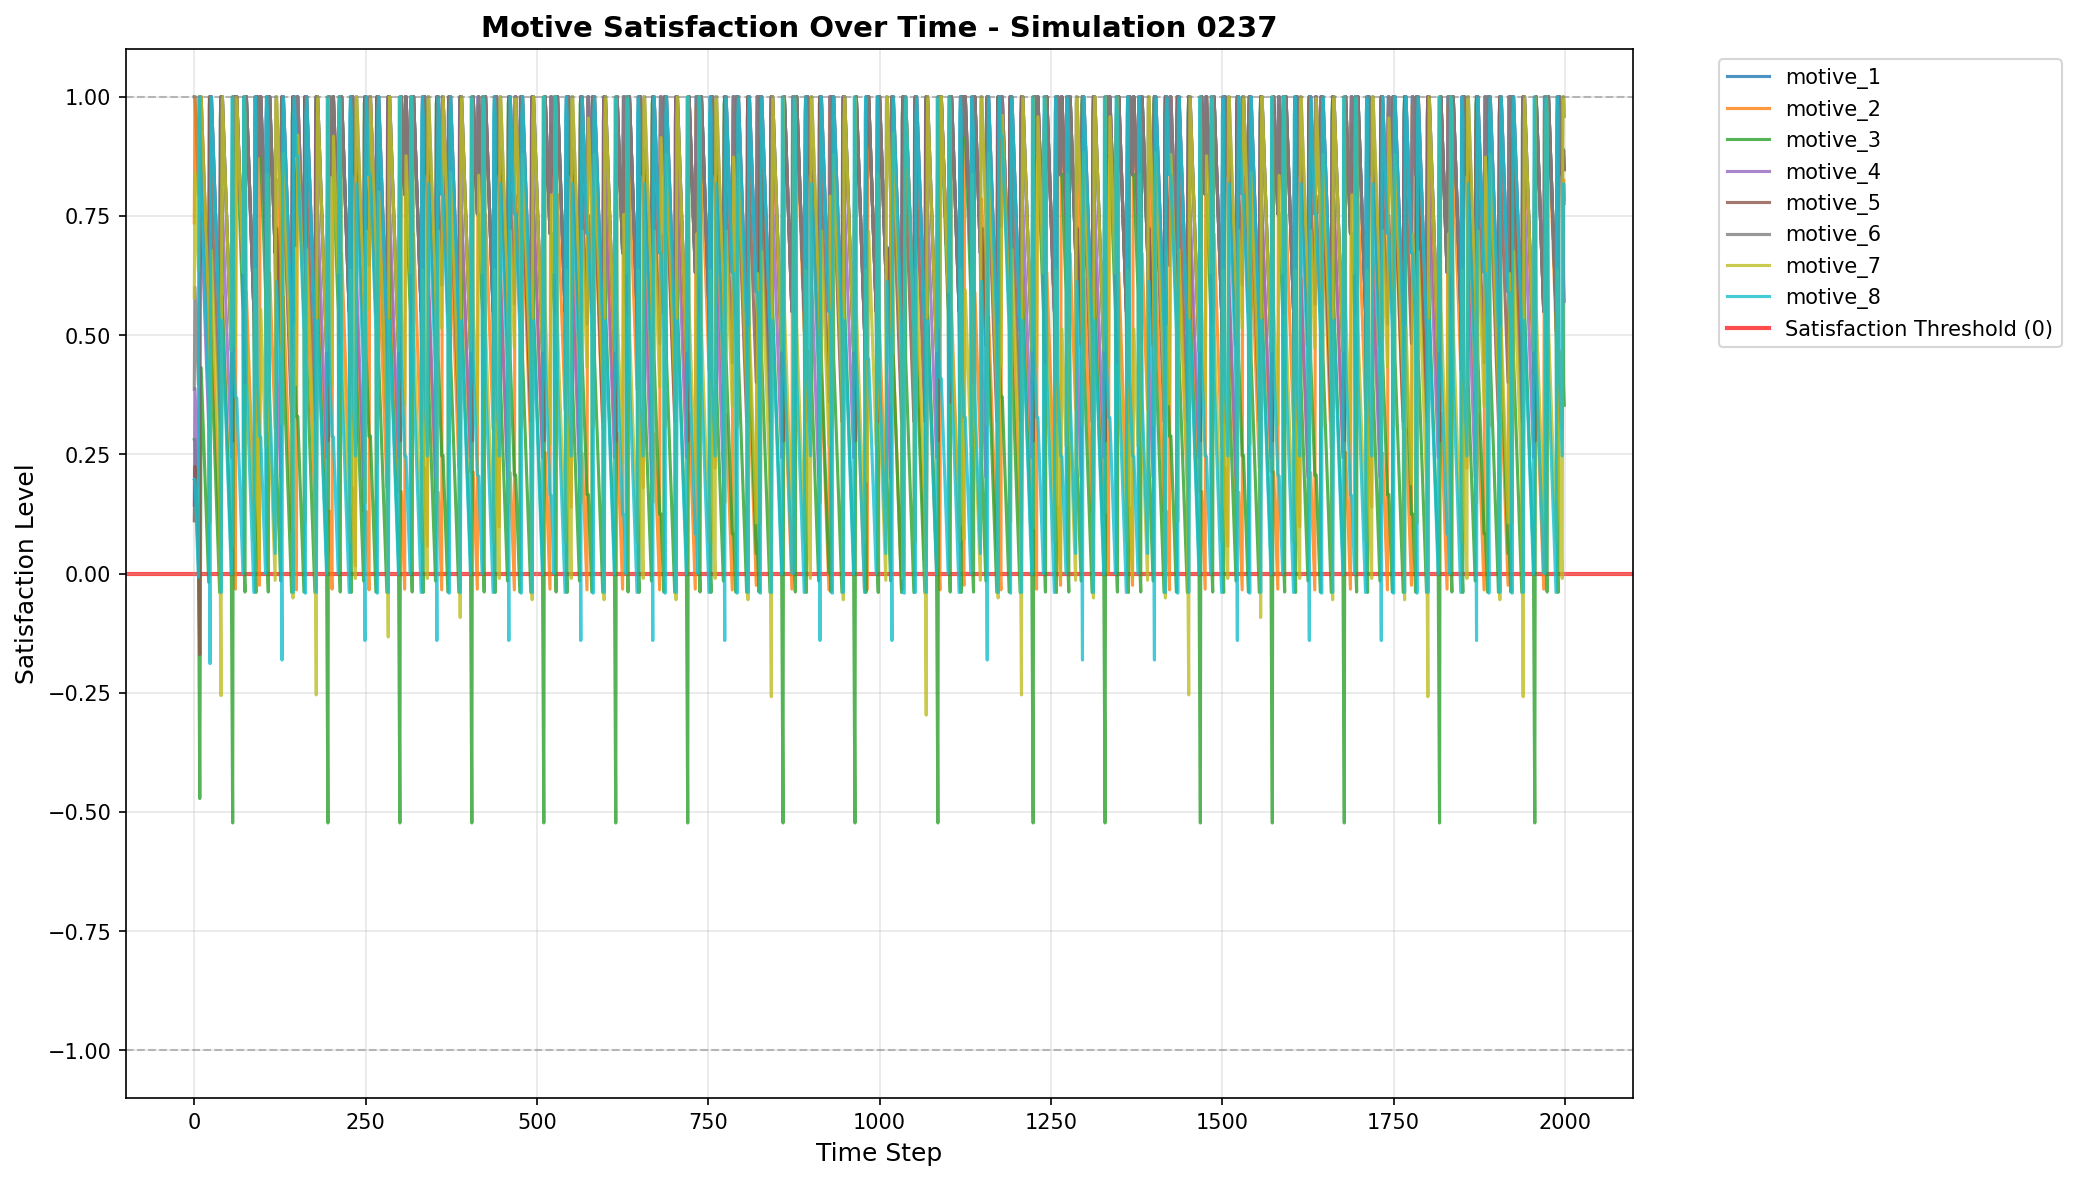 Motive Satisfaction Over Time - Simulation 0237
1.00
0.75
0.50
0.25
0.00
−0.25
−0.50
−0.75
−1.00
Satisfaction Level
0
250
500
750
1000
1250
1500
1750
2000
Time Step
motive_1
motive_2
motive_3
motive_4
motive_5
motive_6
motive_7
motive_8
Satisfaction Threshold (0)